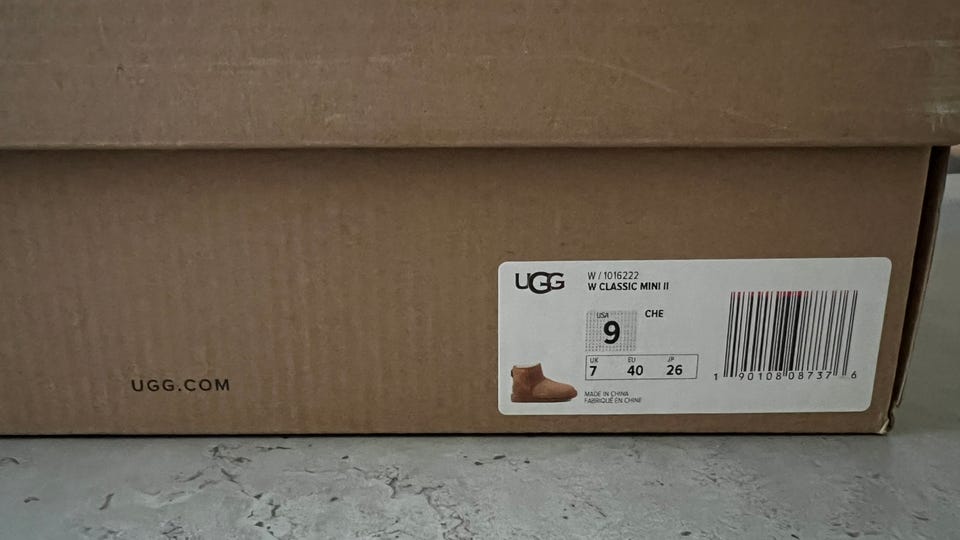 UGG
W / 1016222
W CLASSIC MINI II
USA
9
CHE
UK EU JP
7 40 26
MADE IN CHINA
FABRIQUÉ EN CHINE
1 90108 08737 6
UGG.COM